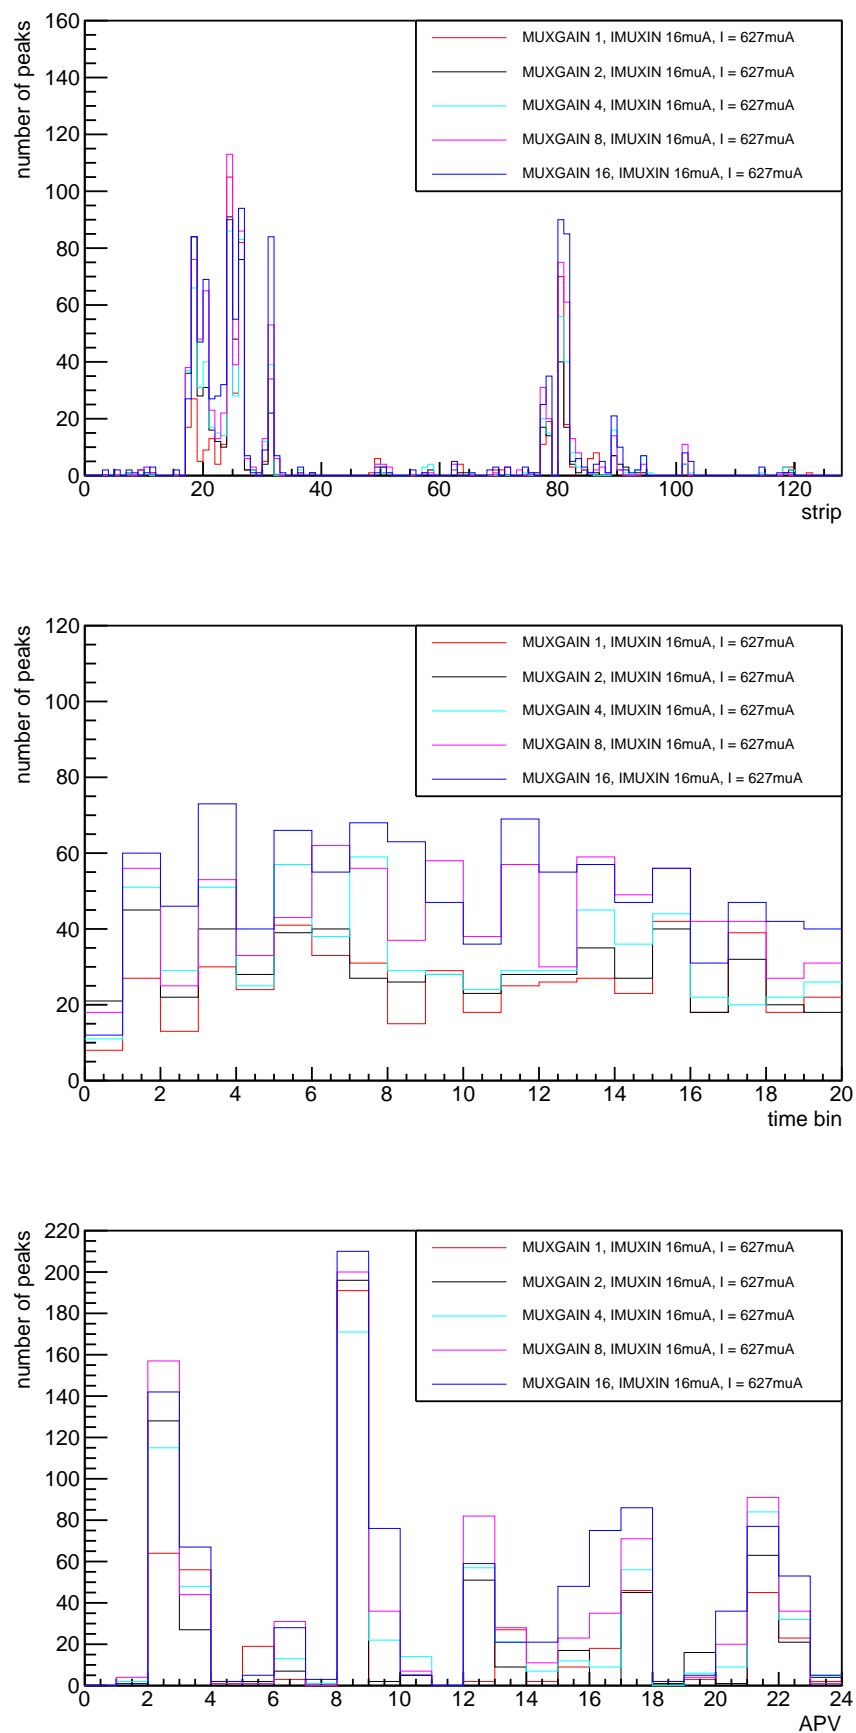 160
140
120
100
80
60
40
20
0
number of peaks
MUXGAIN 1, IMUXIN 16muA, I = 627muA
MUXGAIN 2, IMUXIN 16muA, I = 627muA
MUXGAIN 4, IMUXIN 16muA, I = 627muA
MUXGAIN 8, IMUXIN 16muA, I = 627muA
MUXGAIN 16, IMUXIN 16muA, I = 627muA
0 20 40 60 80 100 120
strip
120
100
80
60
40
20
0
number of peaks
MUXGAIN 1, IMUXIN 16muA, I = 627muA
MUXGAIN 2, IMUXIN 16muA, I = 627muA
MUXGAIN 4, IMUXIN 16muA, I = 627muA
MUXGAIN 8, IMUXIN 16muA, I = 627muA
MUXGAIN 16, IMUXIN 16muA, I = 627muA
0 2 4 6 8 10 12 14 16 18 20
time bin
220
200
180
160
140
120
100
80
60
40
20
0
number of peaks
MUXGAIN 1, IMUXIN 16muA, I = 627muA
MUXGAIN 2, IMUXIN 16muA, I = 627muA
MUXGAIN 4, IMUXIN 16muA, I = 627muA
MUXGAIN 8, IMUXIN 16muA, I = 627muA
MUXGAIN 16, IMUXIN 16muA, I = 627muA
0 2 4 6 8 10 12 14 16 18 20 22 24
APV